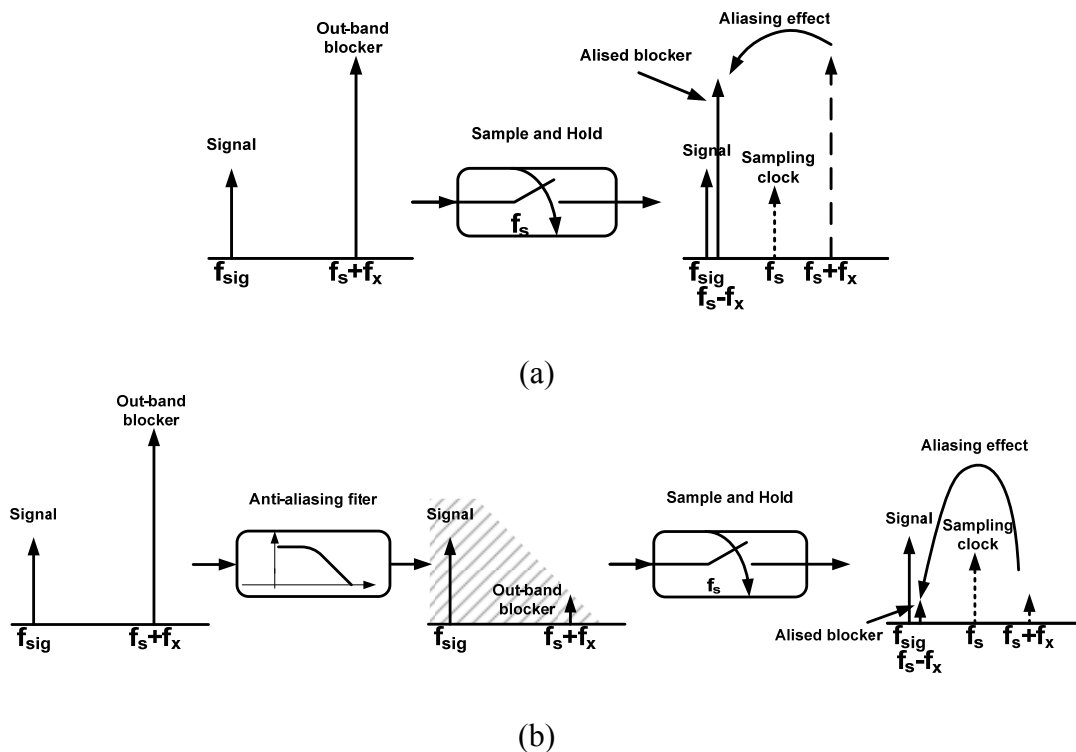 Out-band
blocker
Signal
f_sig
f_s+f_x
Sample and Hold
f_s
Aliasing effect
Alised blocker
Signal
Sampling
clock
f_sig
f_s
f_s+f_x
f_s-f_x
(a)
Out-band
blocker
Signal
f_sig
f_s+f_x
Anti-aliasing fiter
Signal
Out-band
blocker
f_sig
f_s+f_x
Sample and Hold
f_s
Aliasing effect
Signal
Sampling
clock
Alised blocker
f_sig
f_s
f_s+f_x
f_s-f_x
(b)